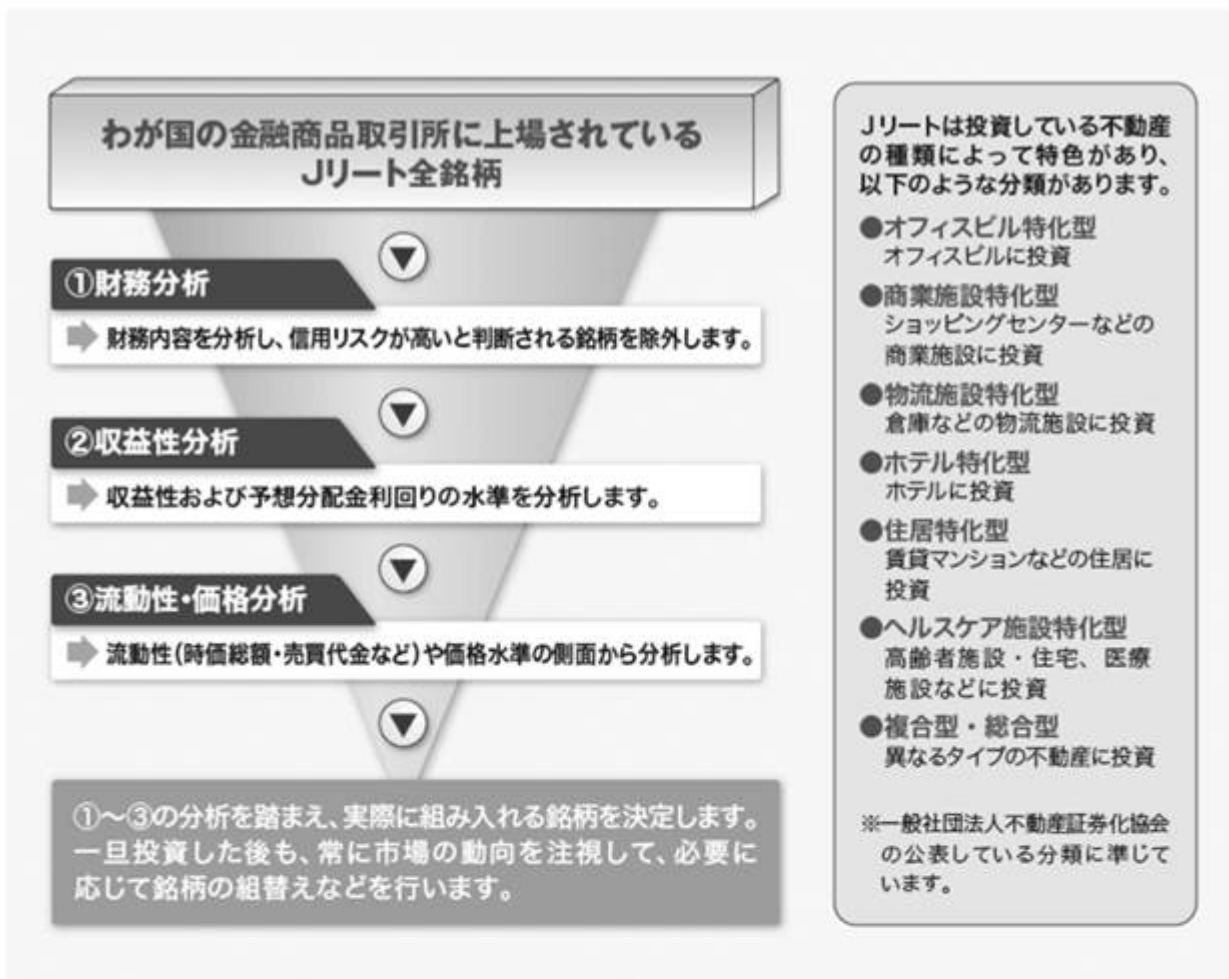 わが国の金融商品取引所に上場されている
Jリート全銘柄
①財務分析
財務内容を分析し、信用リスクが高いと判断される銘柄を除外します。
②収益性分析
収益性および予想分配金利回りの水準を分析します。
③流動性・価格分析
流動性(時価総額・売買代金など)や価格水準の側面から分析します。
①〜③の分析を踏まえ、実際に組み入れる銘柄を決定します。
一旦投資した後も、常に市場の動向を注視して、必要に
応じて銘柄の組替えなどを行います。
Jリートは投資している不動産
の種類によって特色があり、
以下のような分類があります。
●オフィスビル特化型
オフィスビルに投資
●商業施設特化型
ショッピングセンターなどの
商業施設に投資
●物流施設特化型
倉庫などの物流施設に投資
●ホテル特化型
ホテルに投資
●住居特化型
賃貸マンションなどの住居に
投資
●ヘルスケア施設特化型
高齢者施設・住宅、医療
施設などに投資
●複合型・総合型
異なるタイプの不動産に投資
※一般社団法人不動産証券化協会
の公表している分類に準じて
います。